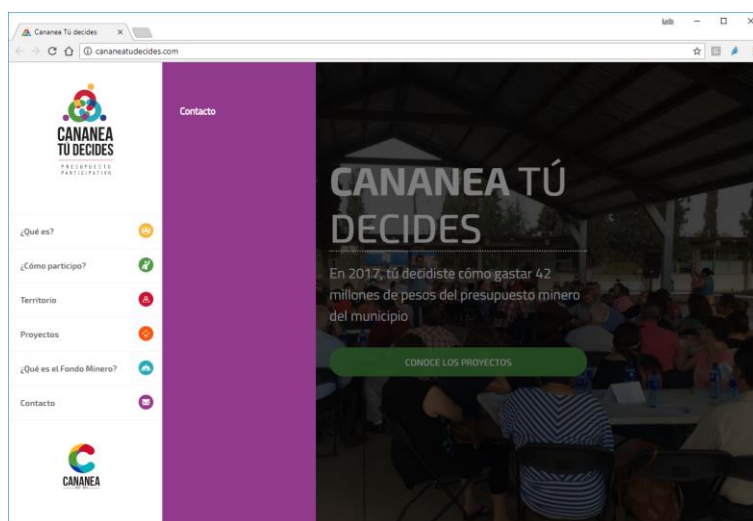 Cananea Tú decides
cananeatudecides.com
CANANEA
TÚ DECIDES
PRESUPUESTO
PARTICIPATIVO
¿Qué es?
¿Cómo participo?
Territorio
Proyectos
¿Qué es el Fondo Minero?
Contacto
CANANEA
Contacto
CANANEA TÚ
DECIDES
En 2017, tú decidiste cómo gastar 42
millones de pesos del presupuesto minero
del municipio
CONOCE LOS PROYECTOS